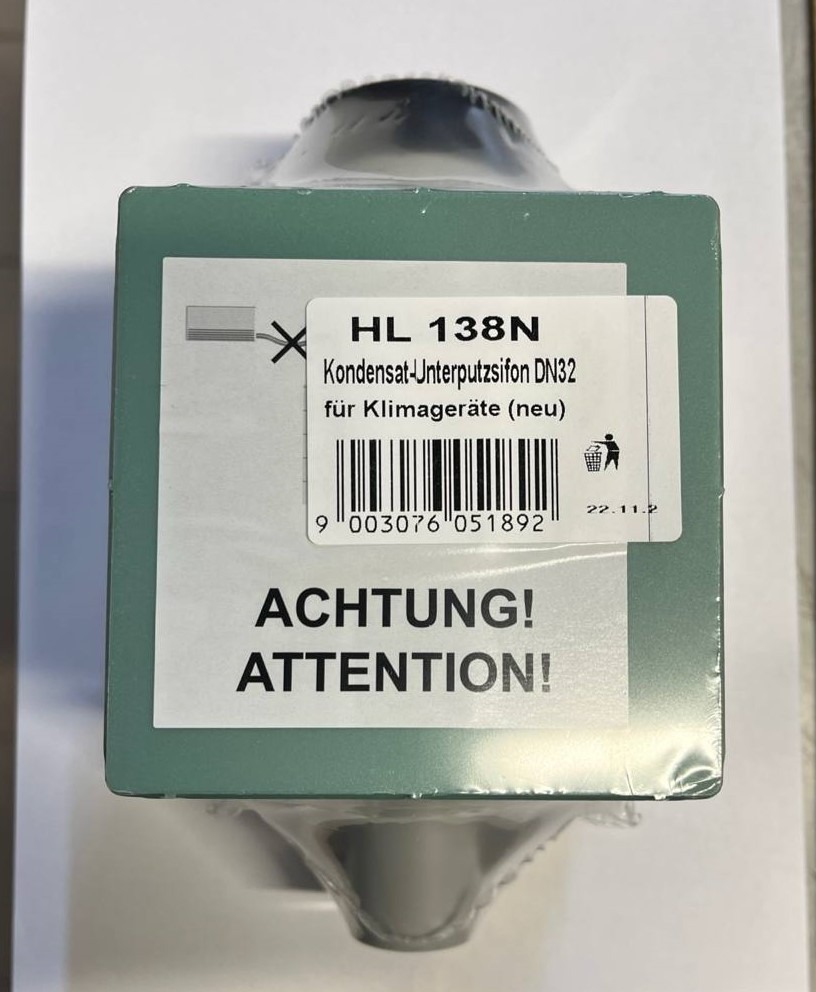 HL 138N
Kondensat-Unterputzsifon DN32
für Klimageräte (neu)
9 003076 051892
22.11.2
ACHTUNG!
ATTENTION!